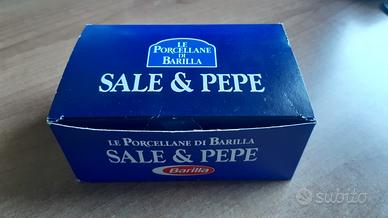 LE
PORCELLANE
DI
BARILLA
SALE & PEPE
LE PORCELLANE DI BARILLA
SALE & PEPE
Barilla
subito